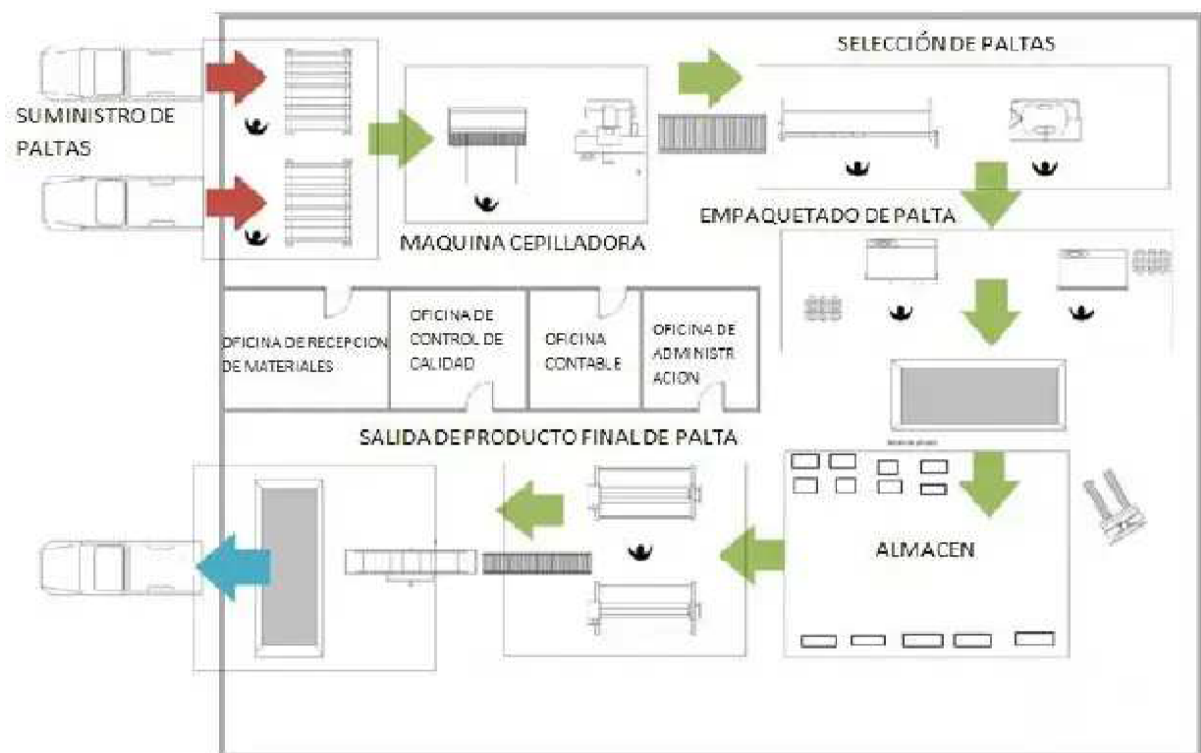 SELECCIÓN DE PALTAS
SUMINISTRO DE
PALTAS
EMPAQUETADO DE PALTA
MAQUINA CEPILLADORA
OFICINA DE RECEPCION
DE MATERIALES
OFICINA DE
CONTROL DE
CALIDAD
OFICINA
CONTABLE
OFICINA DE
ADMINISTR
ACION
SALIDA DE PRODUCTO FINAL DE PALTA
ALMACEN